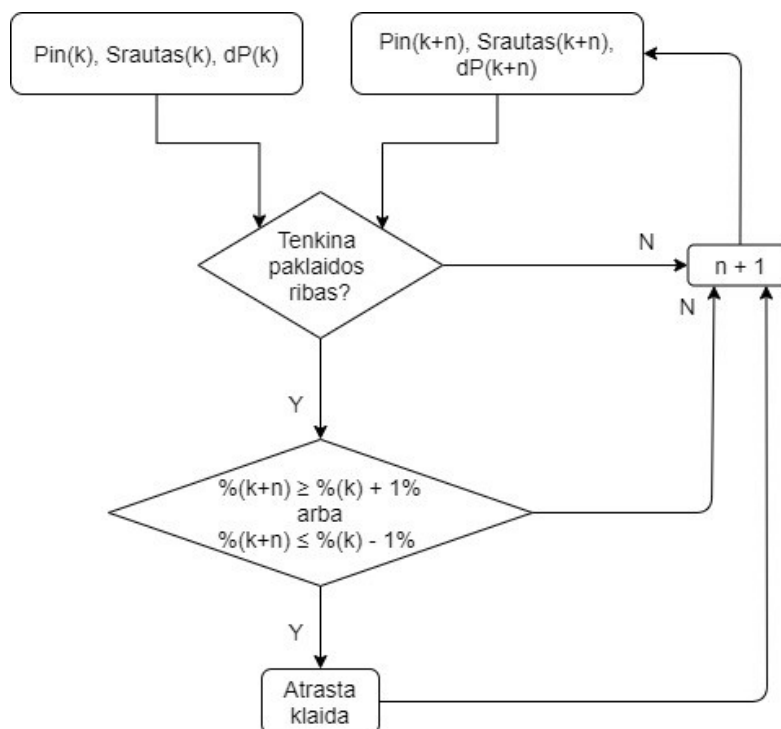 Pin(k), Srautas(k), dP(k)
Pin(k+n), Srautas(k+n),
dP(k+n)
Tenkina
paklaidos
ribas?
N
n + 1
N
Y
%(k+n) ≥ %(k) + 1%
arba
%(k+n) ≤ %(k) - 1%
Y
Atrasta
klaida